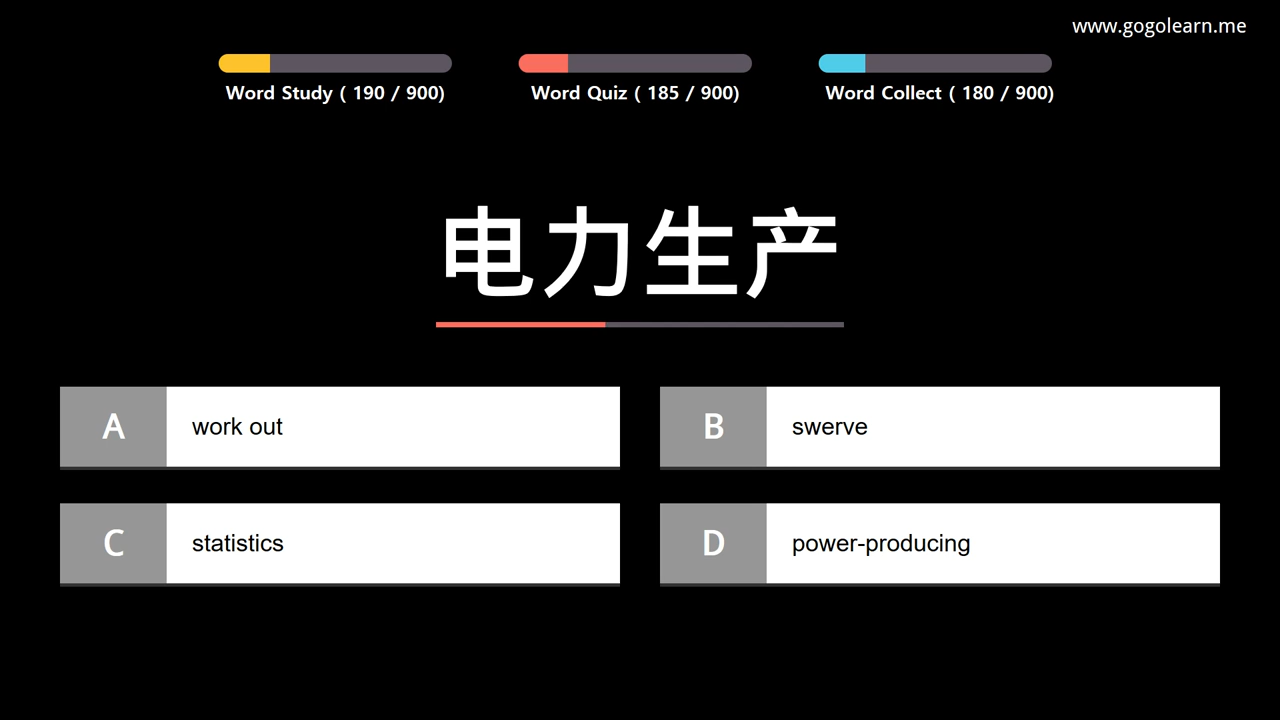 www.gogolearn.me
Word Study ( 190 / 900)
Word Quiz ( 185 / 900)
Word Collect ( 180 / 900)
电力生产
A work out
B swerve
C statistics
D power-producing